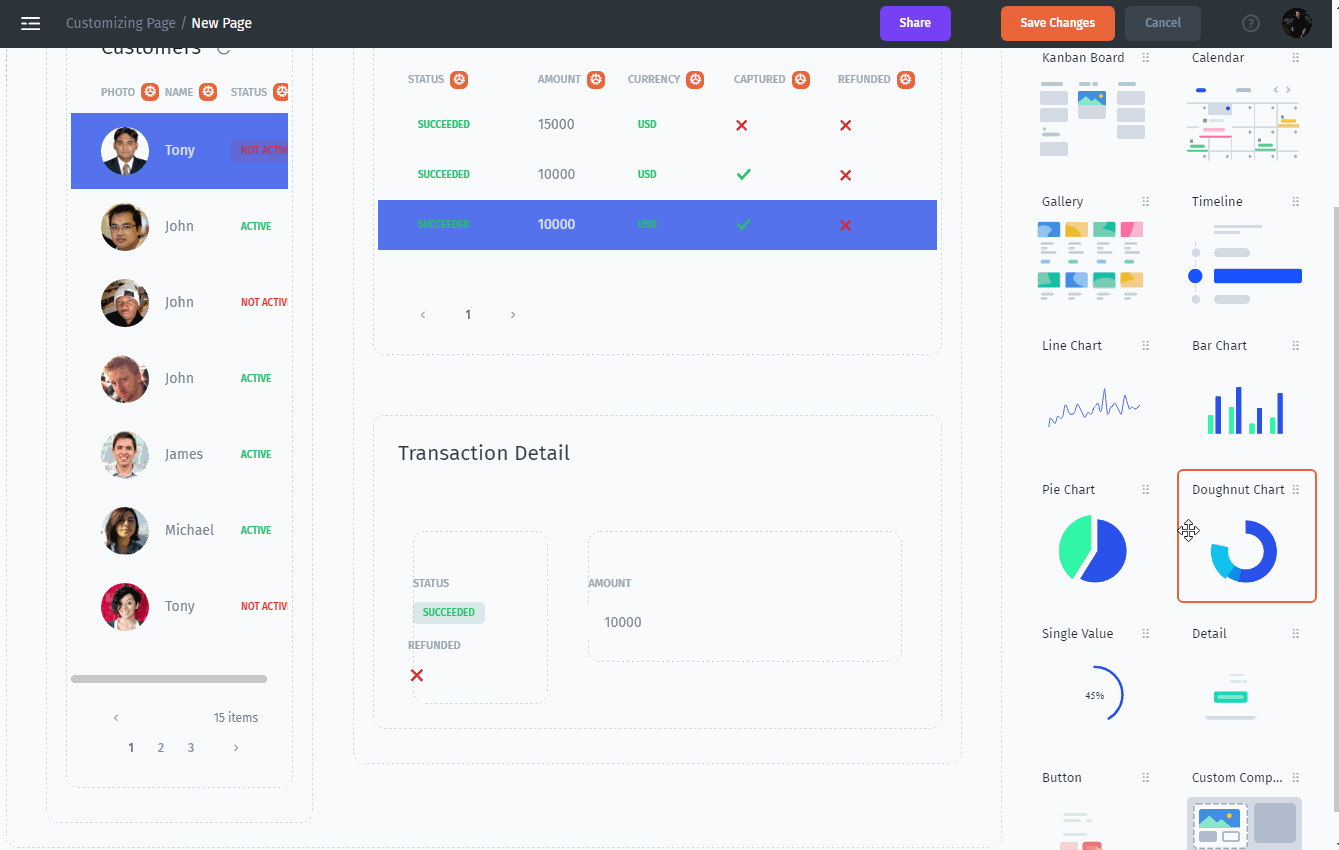 Customizing Page / New Page
Share
Save Changes
Cancel
?
Customers
PHOTO NAME STATUS
Tony NOT ACTIV
John ACTIVE
John NOT ACTIV
John ACTIVE
James ACTIVE
Michael ACTIVE
Tony NOT ACTIV
‹ 15 items
1 2 3 ›
STATUS AMOUNT CURRENCY CAPTURED REFUNDED
SUCCEEDED 15000 USD
SUCCEEDED 10000 USD
SUCCEEDED 10000 USD
‹ 1 ›
Transaction Detail
STATUS
SUCCEEDED
REFUNDED
AMOUNT
10000
Kanban Board
Calendar
Gallery
Timeline
Line Chart
Bar Chart
Pie Chart
Doughnut Chart
Single Value
45%
Detail
Button
Custom Comp...